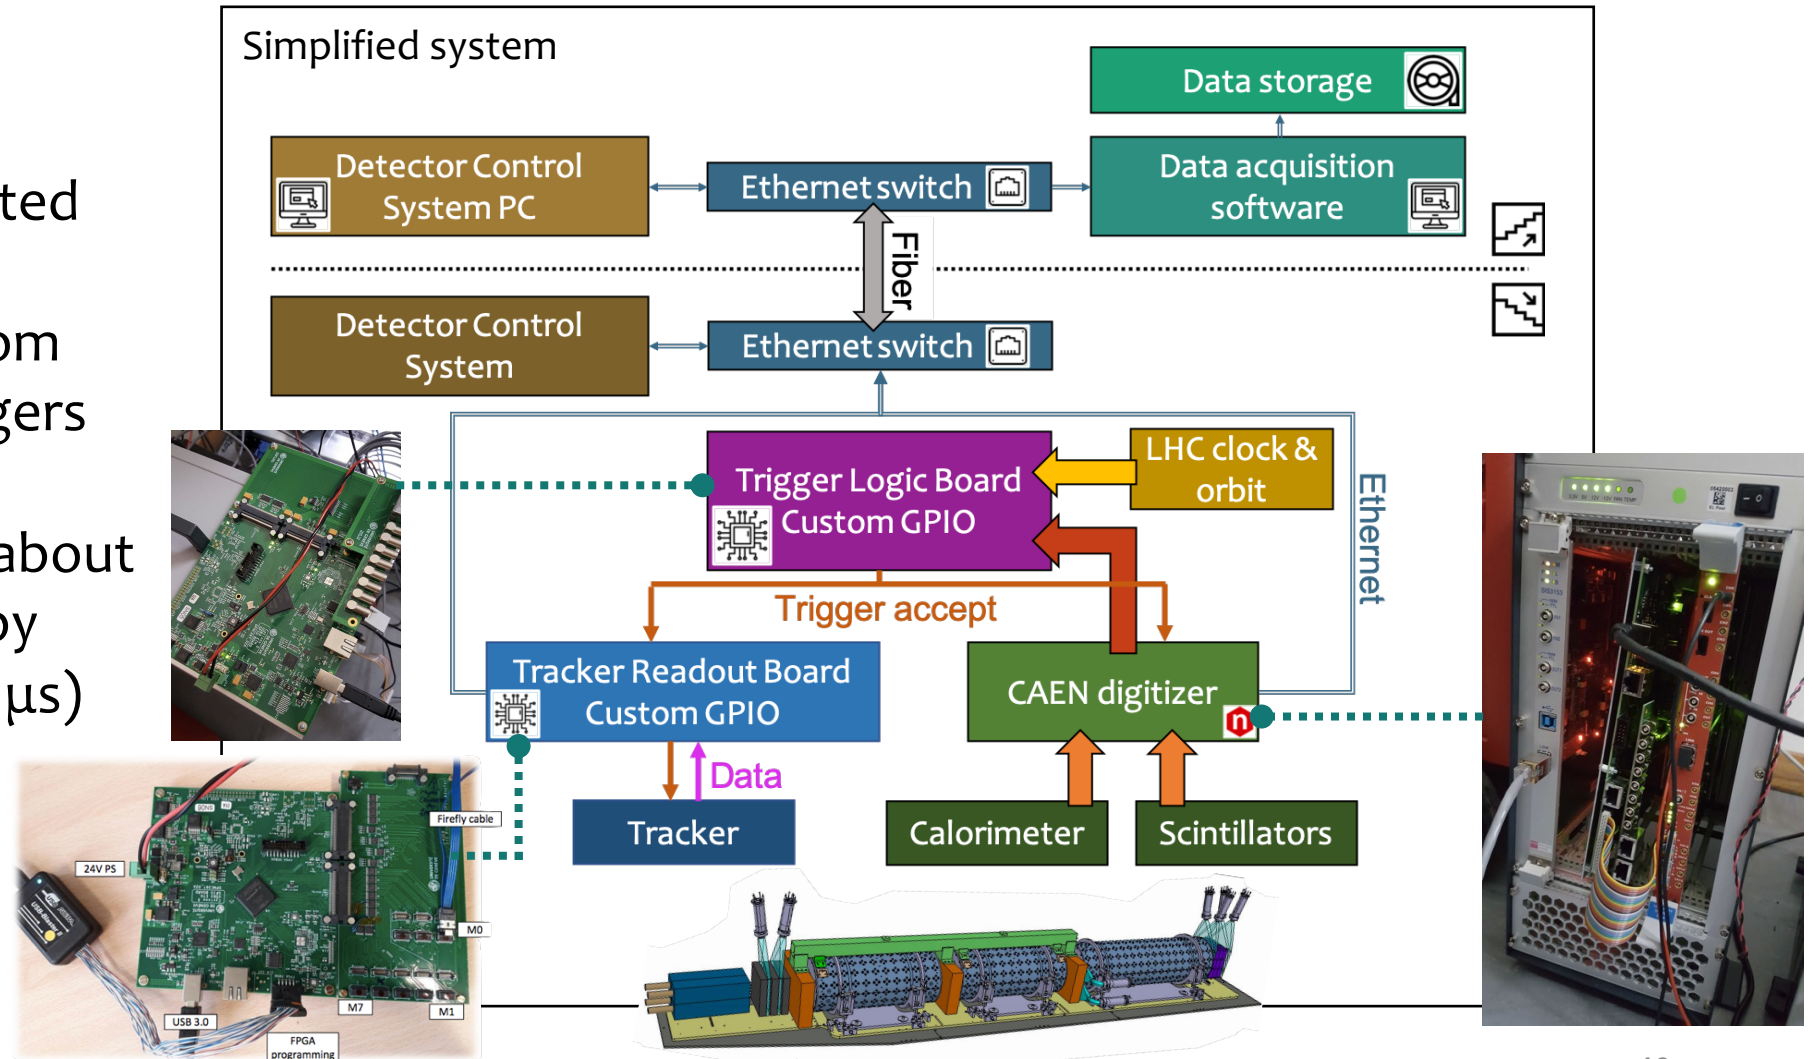 Simplified system
Data storage
Detector Control
System PC
Ethernet switch
Data acquisition
software
ted
Fiber
Detector Control
System
Ethernet switch
om
gers
about
by
μs)
Trigger Logic Board
Custom GPIO
LHC clock &
orbit
Ethernet
Trigger accept
Tracker Readout Board
Custom GPIO
CAEN digitizer
n
Data
Tracker
Calorimeter
Scintillators
Firefly cable
24V PS
M0
M7
M1
USB 3.0
FPGA
programming